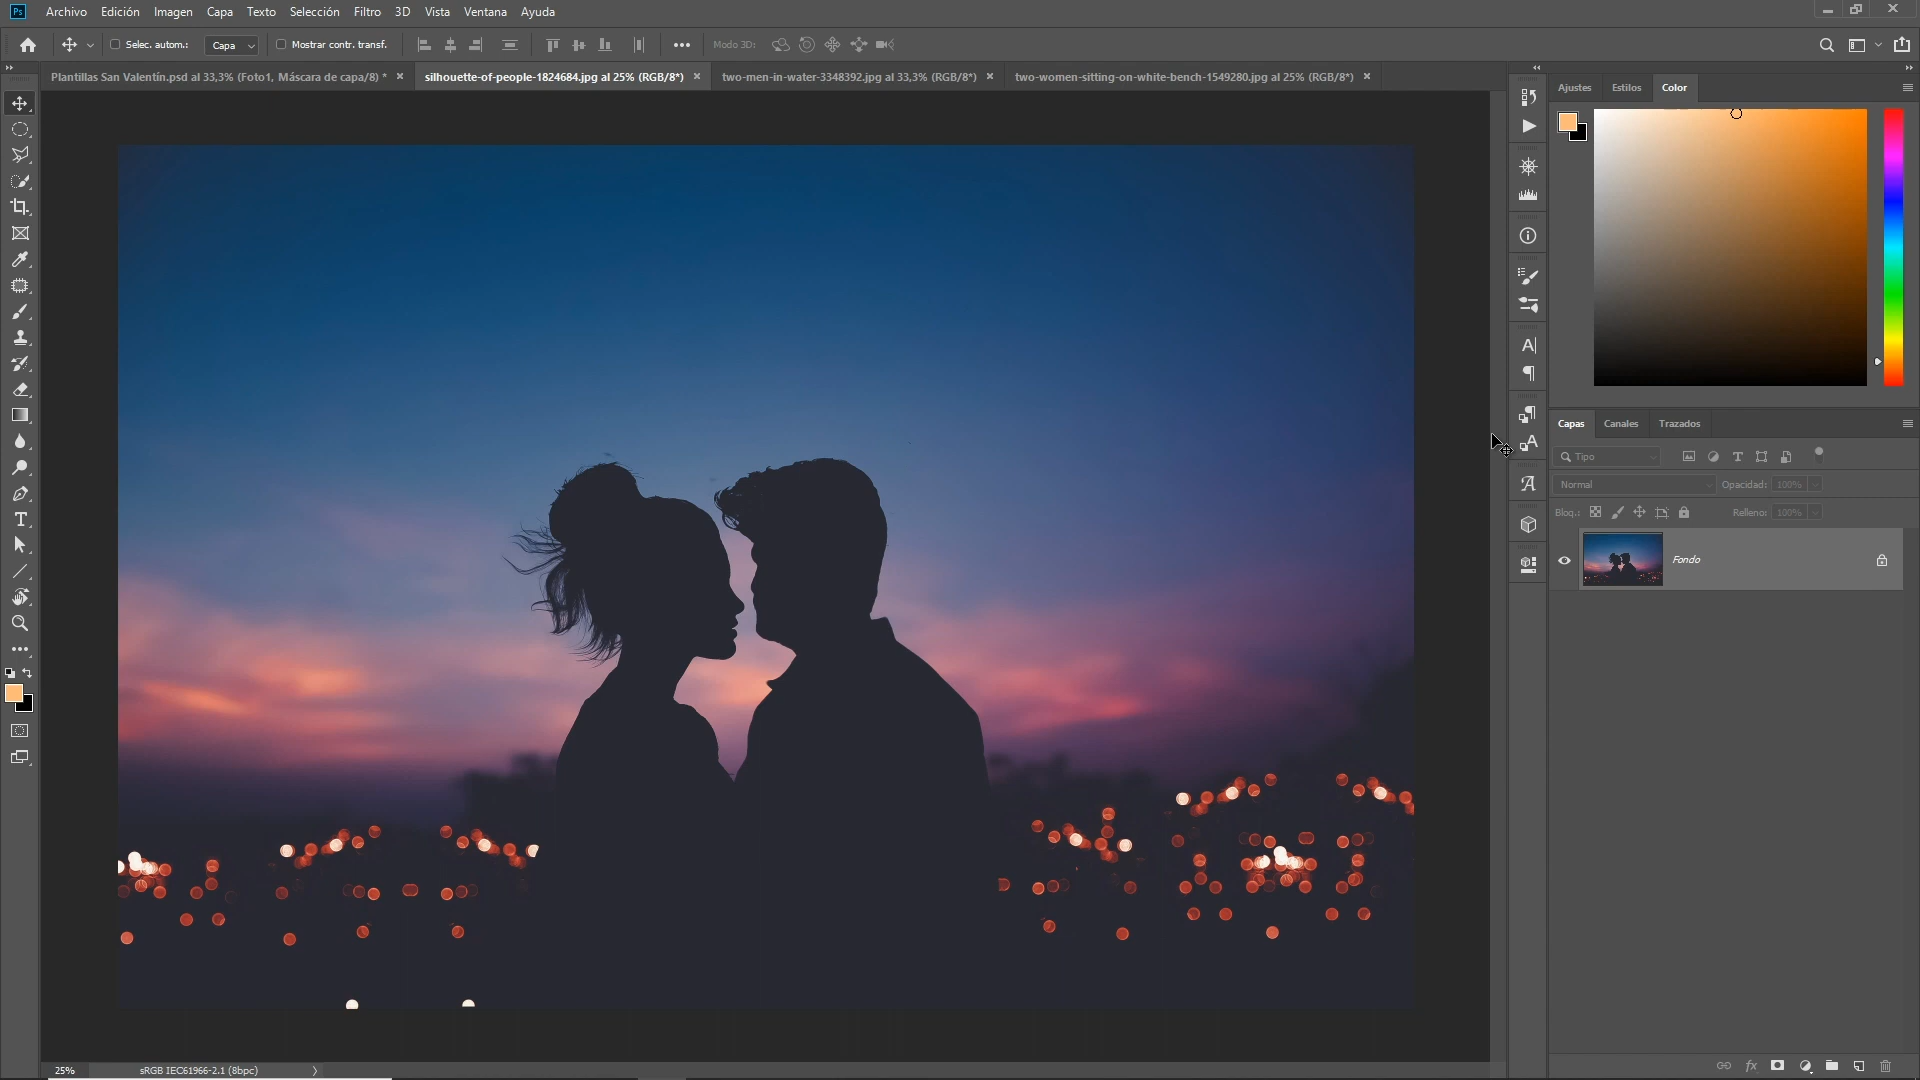 Ps Archivo Edición Imagen Capa Texto Selección Filtro 3D Vista Ventana Ayuda
Selec. autom.: Capa Mostrar contr. transf. Modo 3D:
Plantillas San Valentín.psd al 33,3% (Foto1, Máscara de capa/8) * silhouette-of-people-1824684.jpg al 25% (RGB/8*) two-men-in-water-3348392.jpg al 33,3% (RGB/8*) two-women-sitting-on-white-bench-1549280.jpg al 25% (RGB/8*)
Ajustes Estilos Color
Capas Canales Trazados
Tipo
Normal Opacidad: 100%
Bloq.: Relleno: 100%
Fondo
25% sRGB IEC61966-2.1 (8bpc)